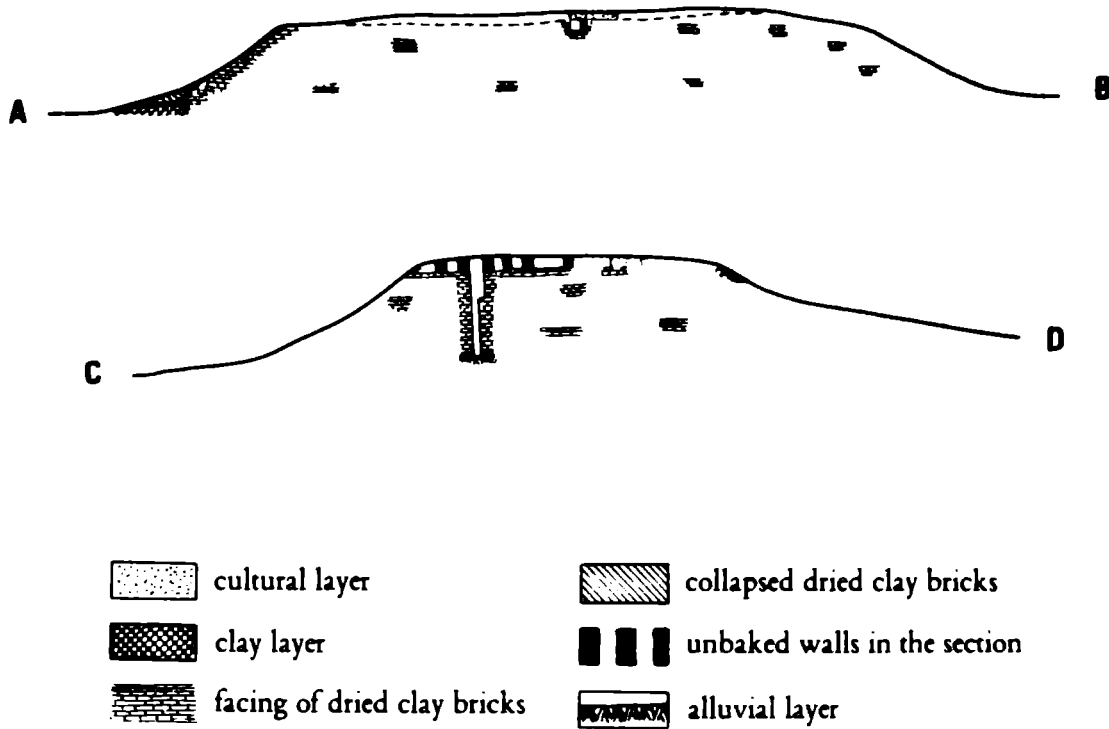 A
B
C
D
cultural layer
clay layer
facing of dried clay bricks
collapsed dried clay bricks
unbaked walls in the section
alluvial layer